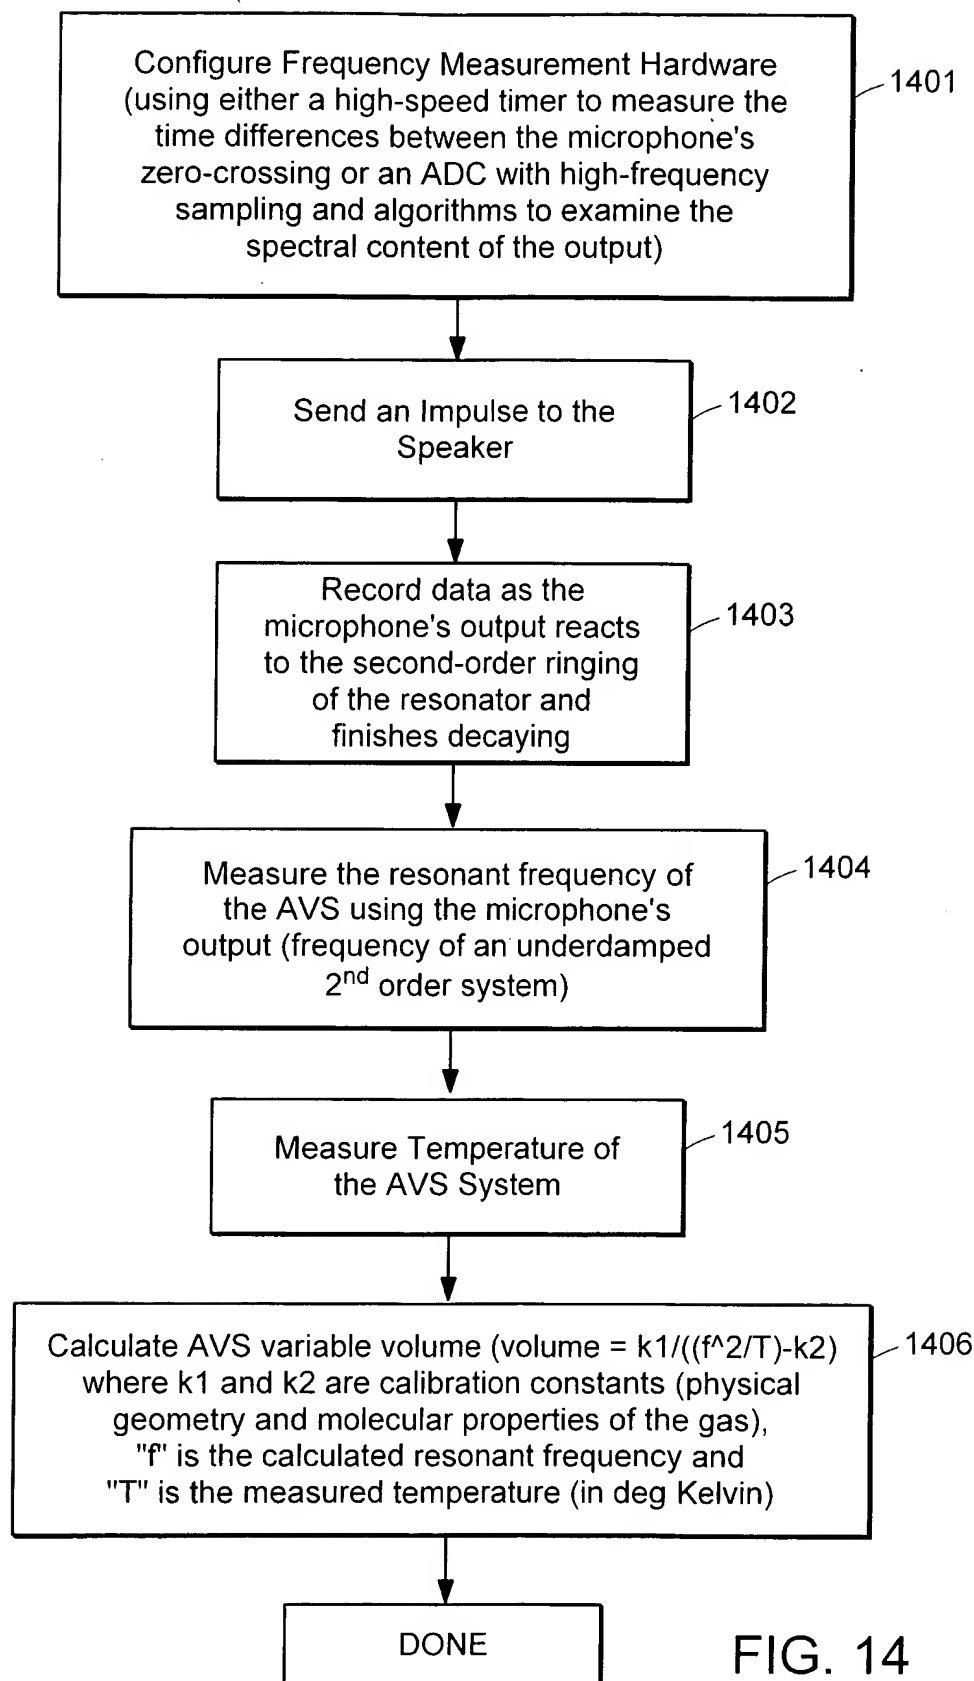 Configure Frequency Measurement Hardware
(using either a high-speed timer to measure the
time differences between the microphone's
zero-crossing or an ADC with high-frequency
sampling and algorithms to examine the
spectral content of the output)
1401
Send an Impulse to the
Speaker
1402
Record data as the
microphone's output reacts
to the second-order ringing
of the resonator and
finishes decaying
1403
Measure the resonant frequency of
the AVS using the microphone's
output (frequency of an underdamped
2nd order system)
1404
Measure Temperature of
the AVS System
1405
Calculate AVS variable volume (volume = k1/((f^2/T)-k2)
where k1 and k2 are calibration constants (physical
geometry and molecular properties of the gas),
"f" is the calculated resonant frequency and
"T" is the measured temperature (in deg Kelvin)
1406
DONE
FIG. 14